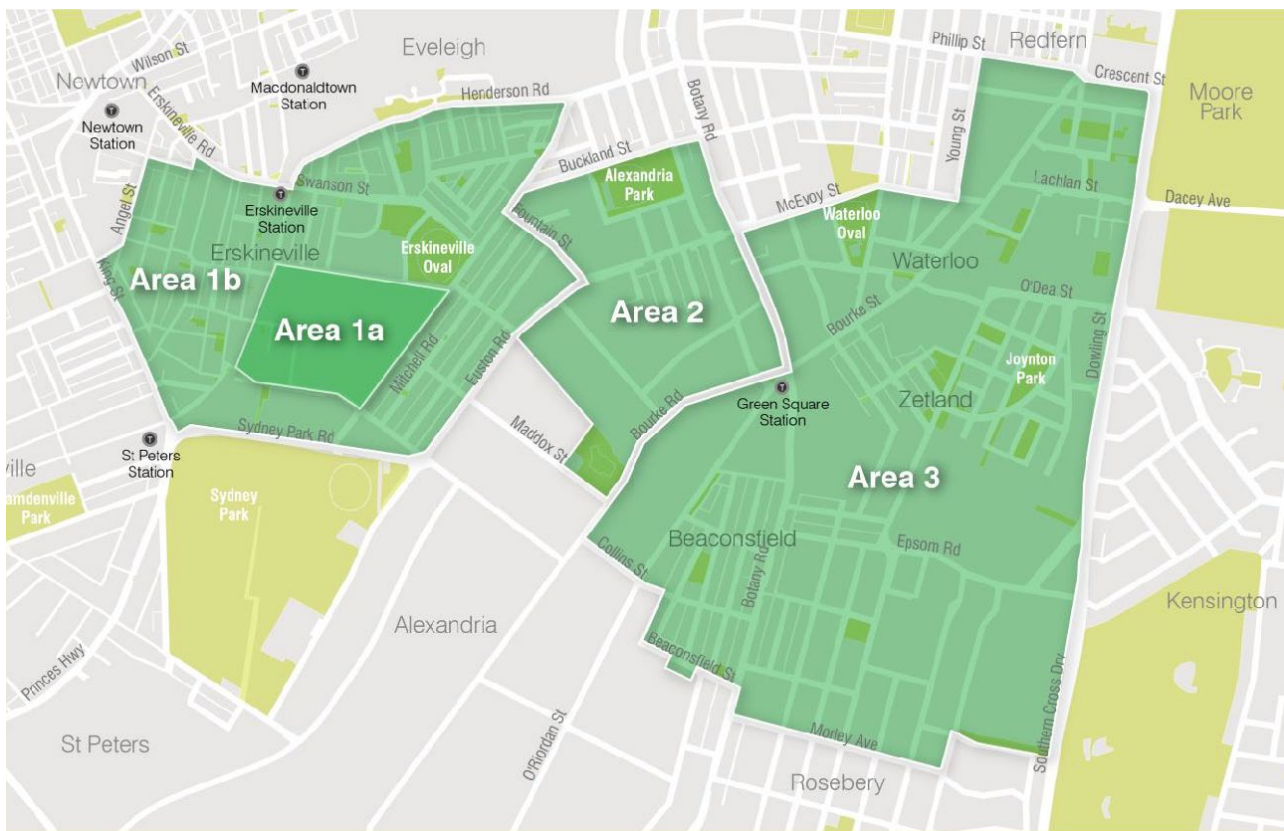 Phillip St
Redfern
Eveleigh
Wilson St
Crescent St
Newtown
Macdonaldtown
Station
Henderson Rd
Botany Rd
Moore
Park
Newtown
Station
Erskineville Rd
Young St
Buckland St
Swanson St
Alexandria
Park
Lachlan St
McEvoy St
Dacey Ave
Angel St
Erskineville
Station
Fountain St
Waterloo
Oval
Erskineville
Erskineville
Oval
Waterloo
King St
Area 1b
O'Dea St
Area 2
Bourke St
Area 1a
Mitchell Rd
Euston Rd
Joynton
Park
Dowling St
Green Square
Station
Zetland
Bourke Rd
Sydney Park Rd
Maddox St
St Peters
Station
ville
Area 3
amdenville
Park
Sydney
Park
Beaconsfield
Epsom Rd
Collins St
Botany Rd
Kensington
Alexandria
Beaconsfield St
Princes Hwy
Southern Cross Drv
O'Riordan St
Morley Ave
St Peters
Rosebery